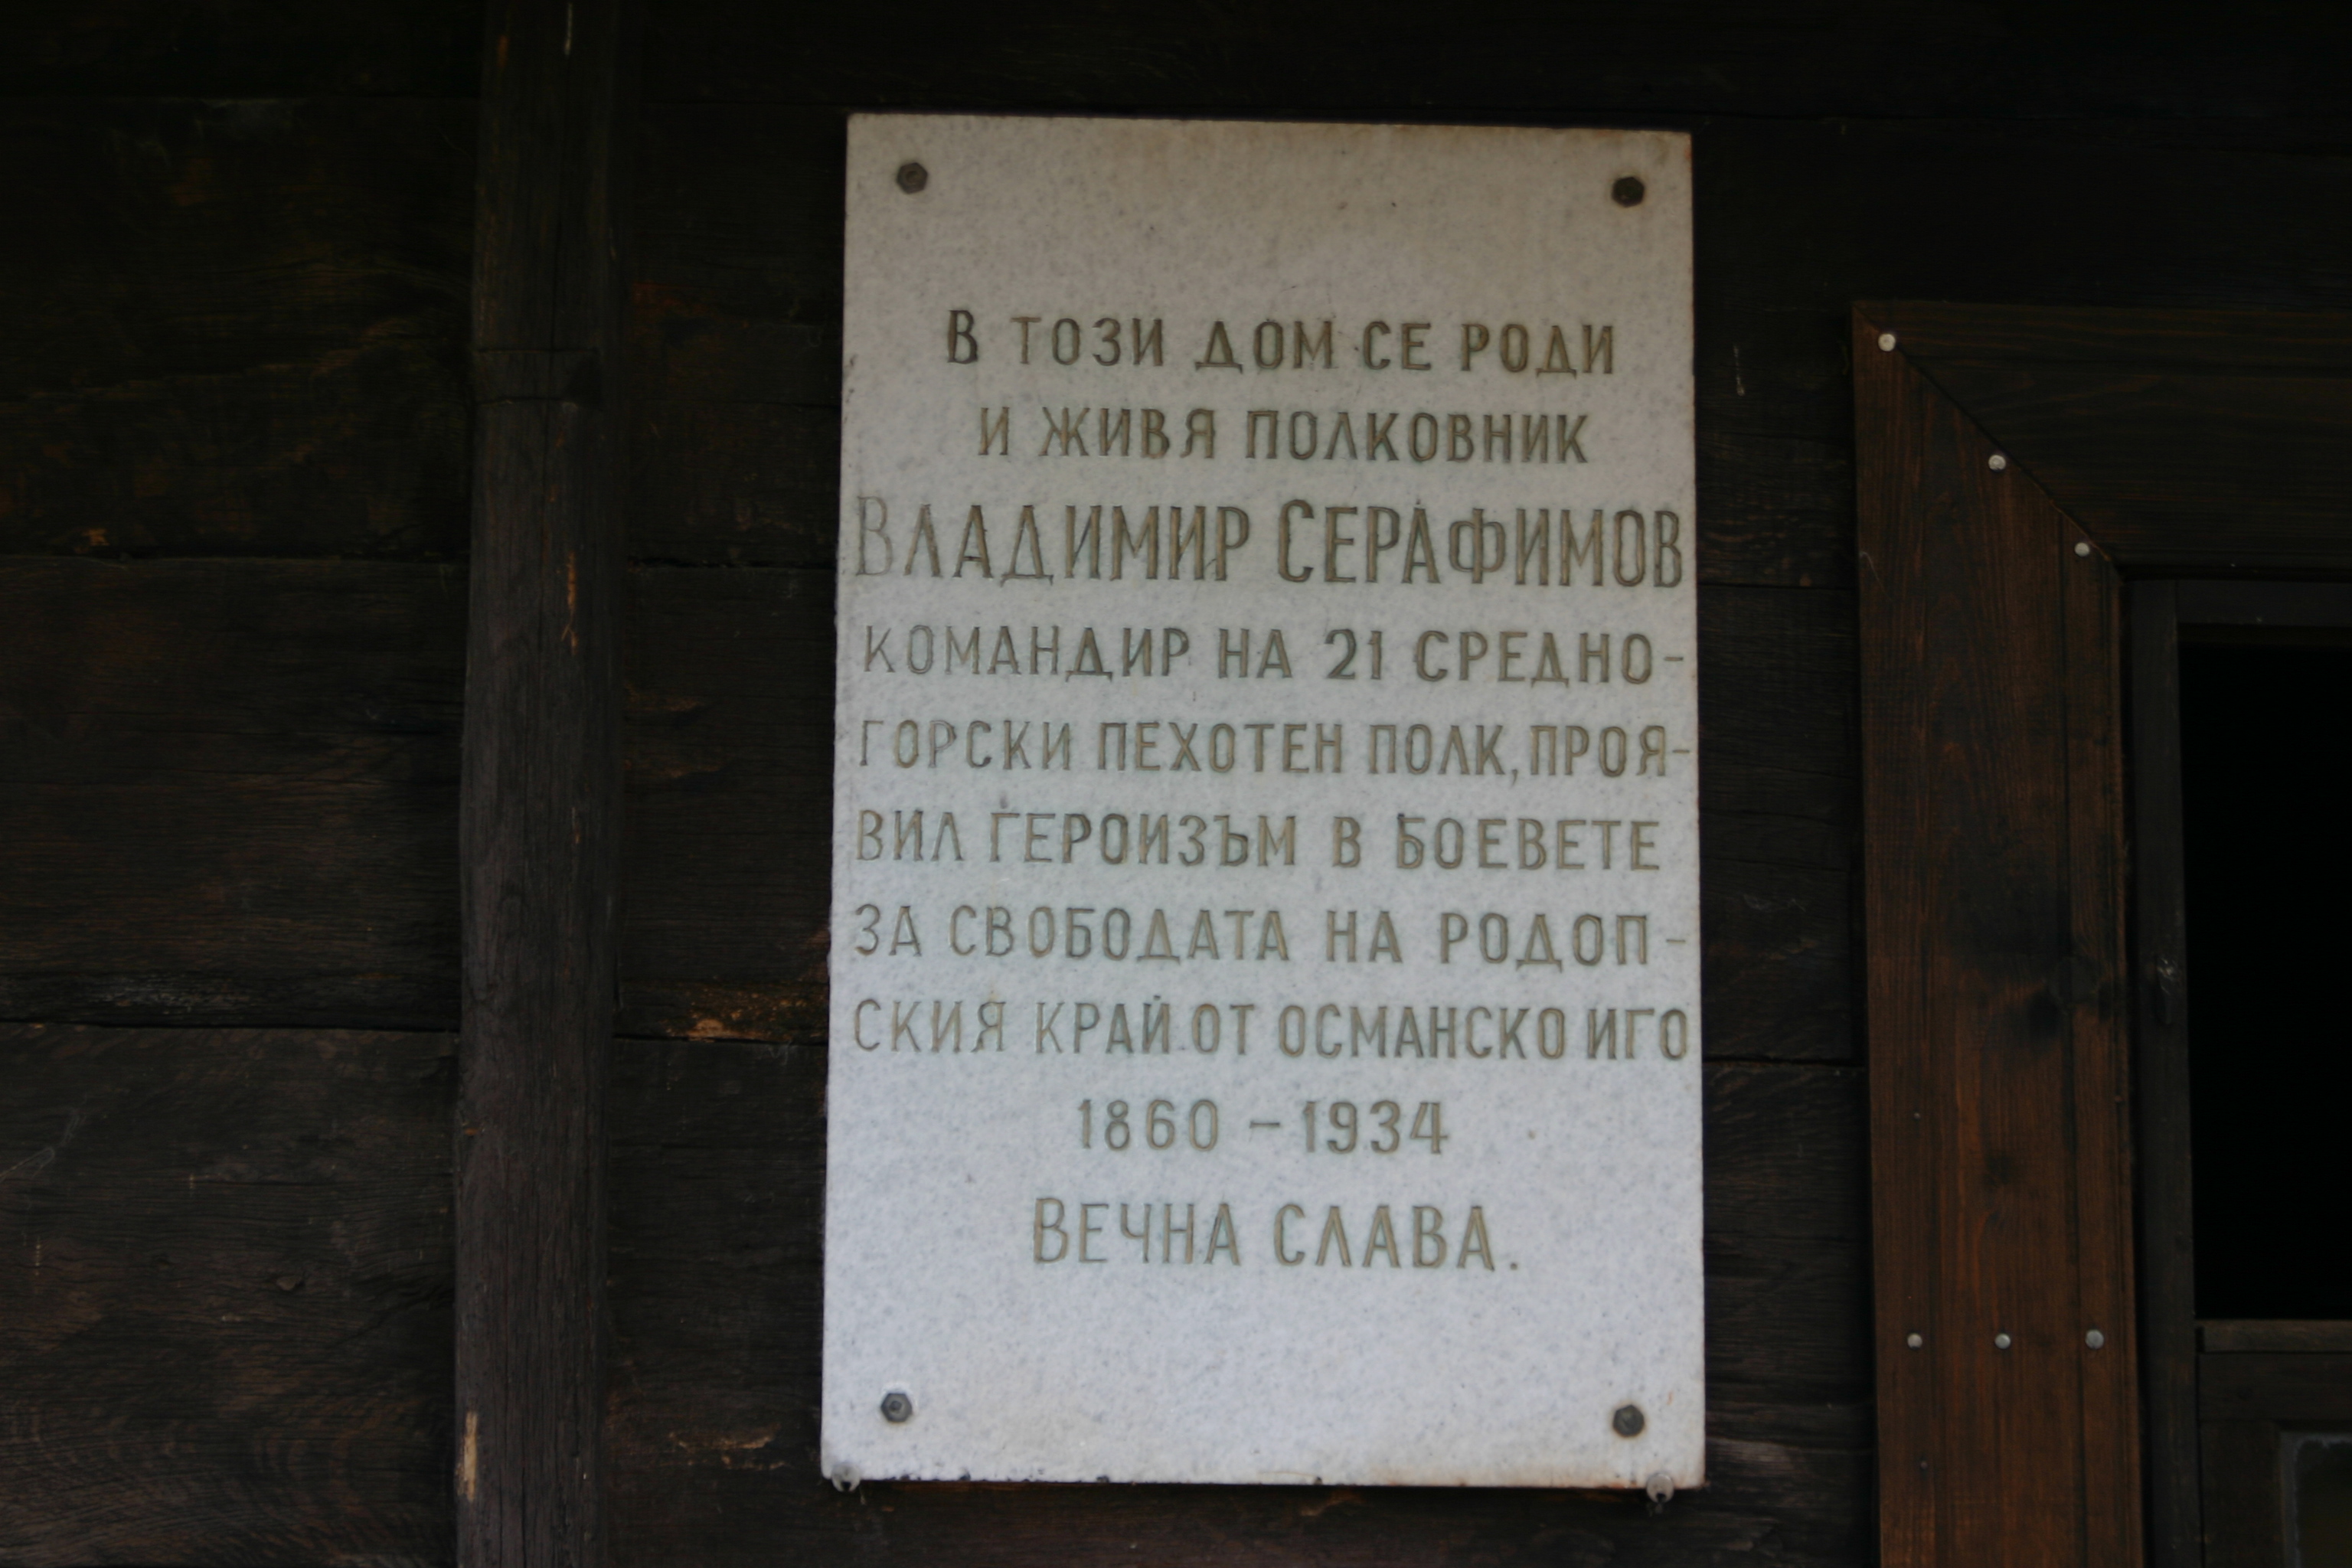 В ТОЗИ ДОМ СЕ РОДИ
И ЖИВЯ ПОЛКОВНИК
ВЛАДИМИР СЕРАФИМОВ
КОМАНДИР НА 21 СРЕДНО-
ГОРСКИ ПЕХОТЕН ПОЛК, ПРОЯ-
ВИЛ ГЕРОИЗЪМ В БОЕВЕТЕ
ЗА СВОБОДАТА НА РОДОП-
СКИЯ КРАЙ ОТ ОСМАНСКО ИГО
1860 - 1934
ВЕЧНА СЛАВА.